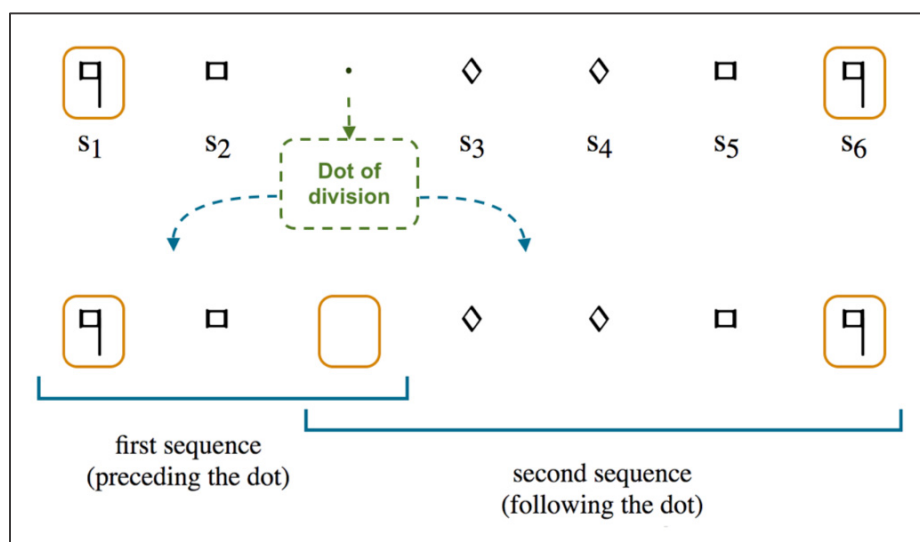 s1 s2 s3 s4 s5 s6
Dot of
division
first sequence
(preceding the dot)
second sequence
(following the dot)